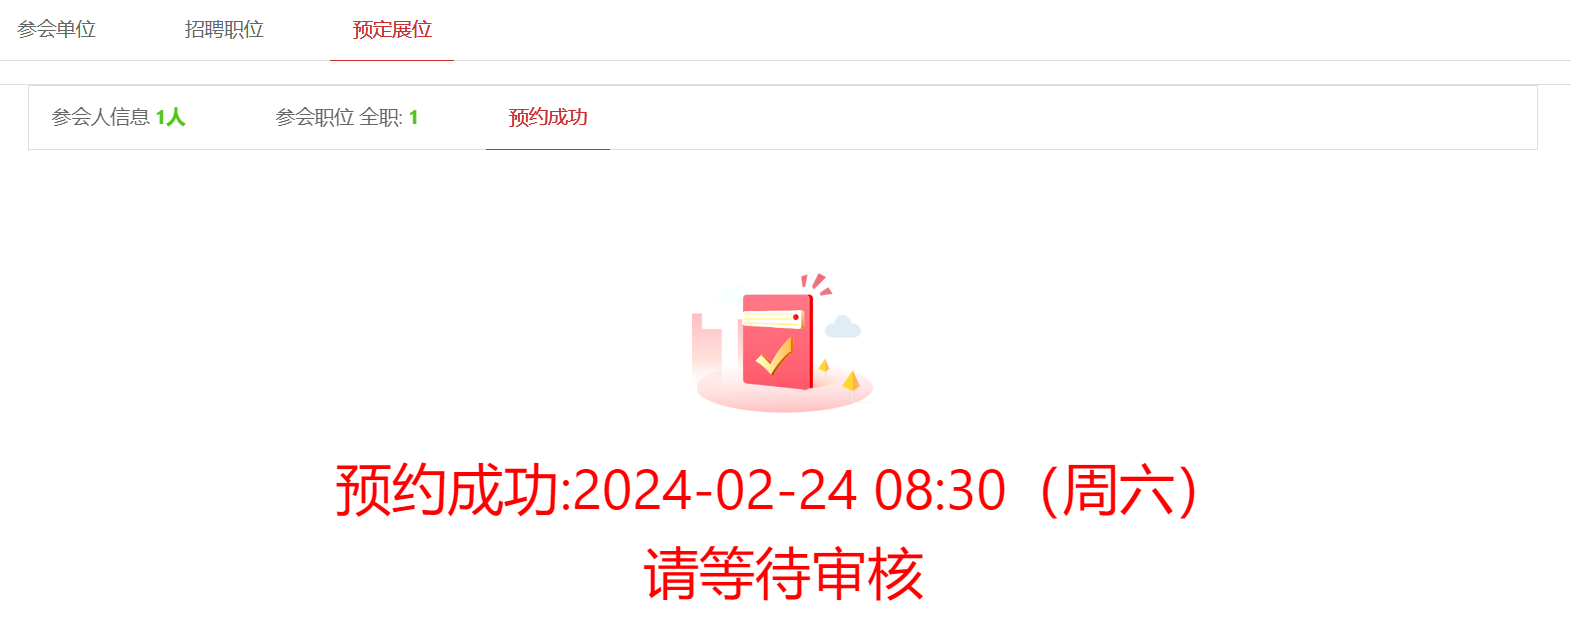 参会单位 招聘职位 预定展位
参会人信息 1人 参会职位 全职: 1 预约成功
预约成功:2024-02-24 08:30（周六）
请等待审核